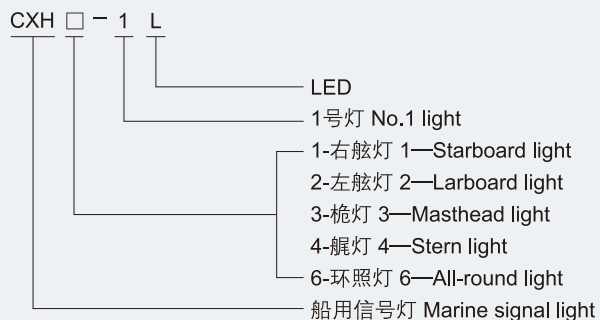 CXH□-1 L
LED
1号灯 No.1 light
1-右舷灯 1—Starboard light
2-左舷灯 2—Larboard light
3-桅灯 3—Masthead light
4-艉灯 4—Stern light
6-环照灯 6—All-round light
船用信号灯 Marine signal light